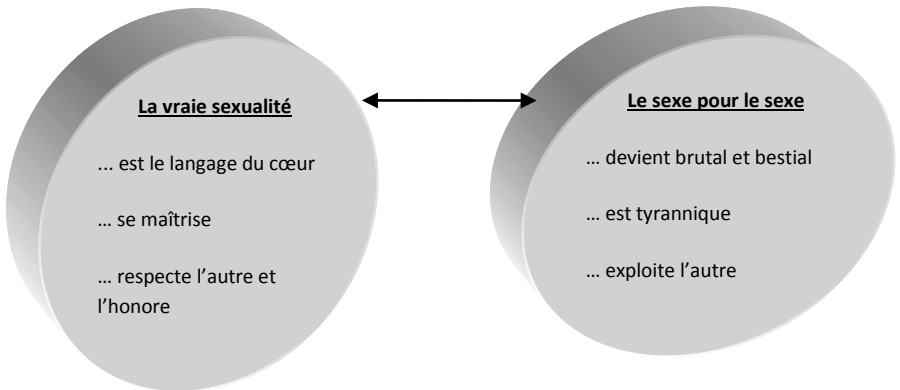 La vraie sexualité
... est le langage du cœur
… se maîtrise
… respecte l’autre et
l’honore
Le sexe pour le sexe
… devient brutal et bestial
… est tyrannique
… exploite l’autre